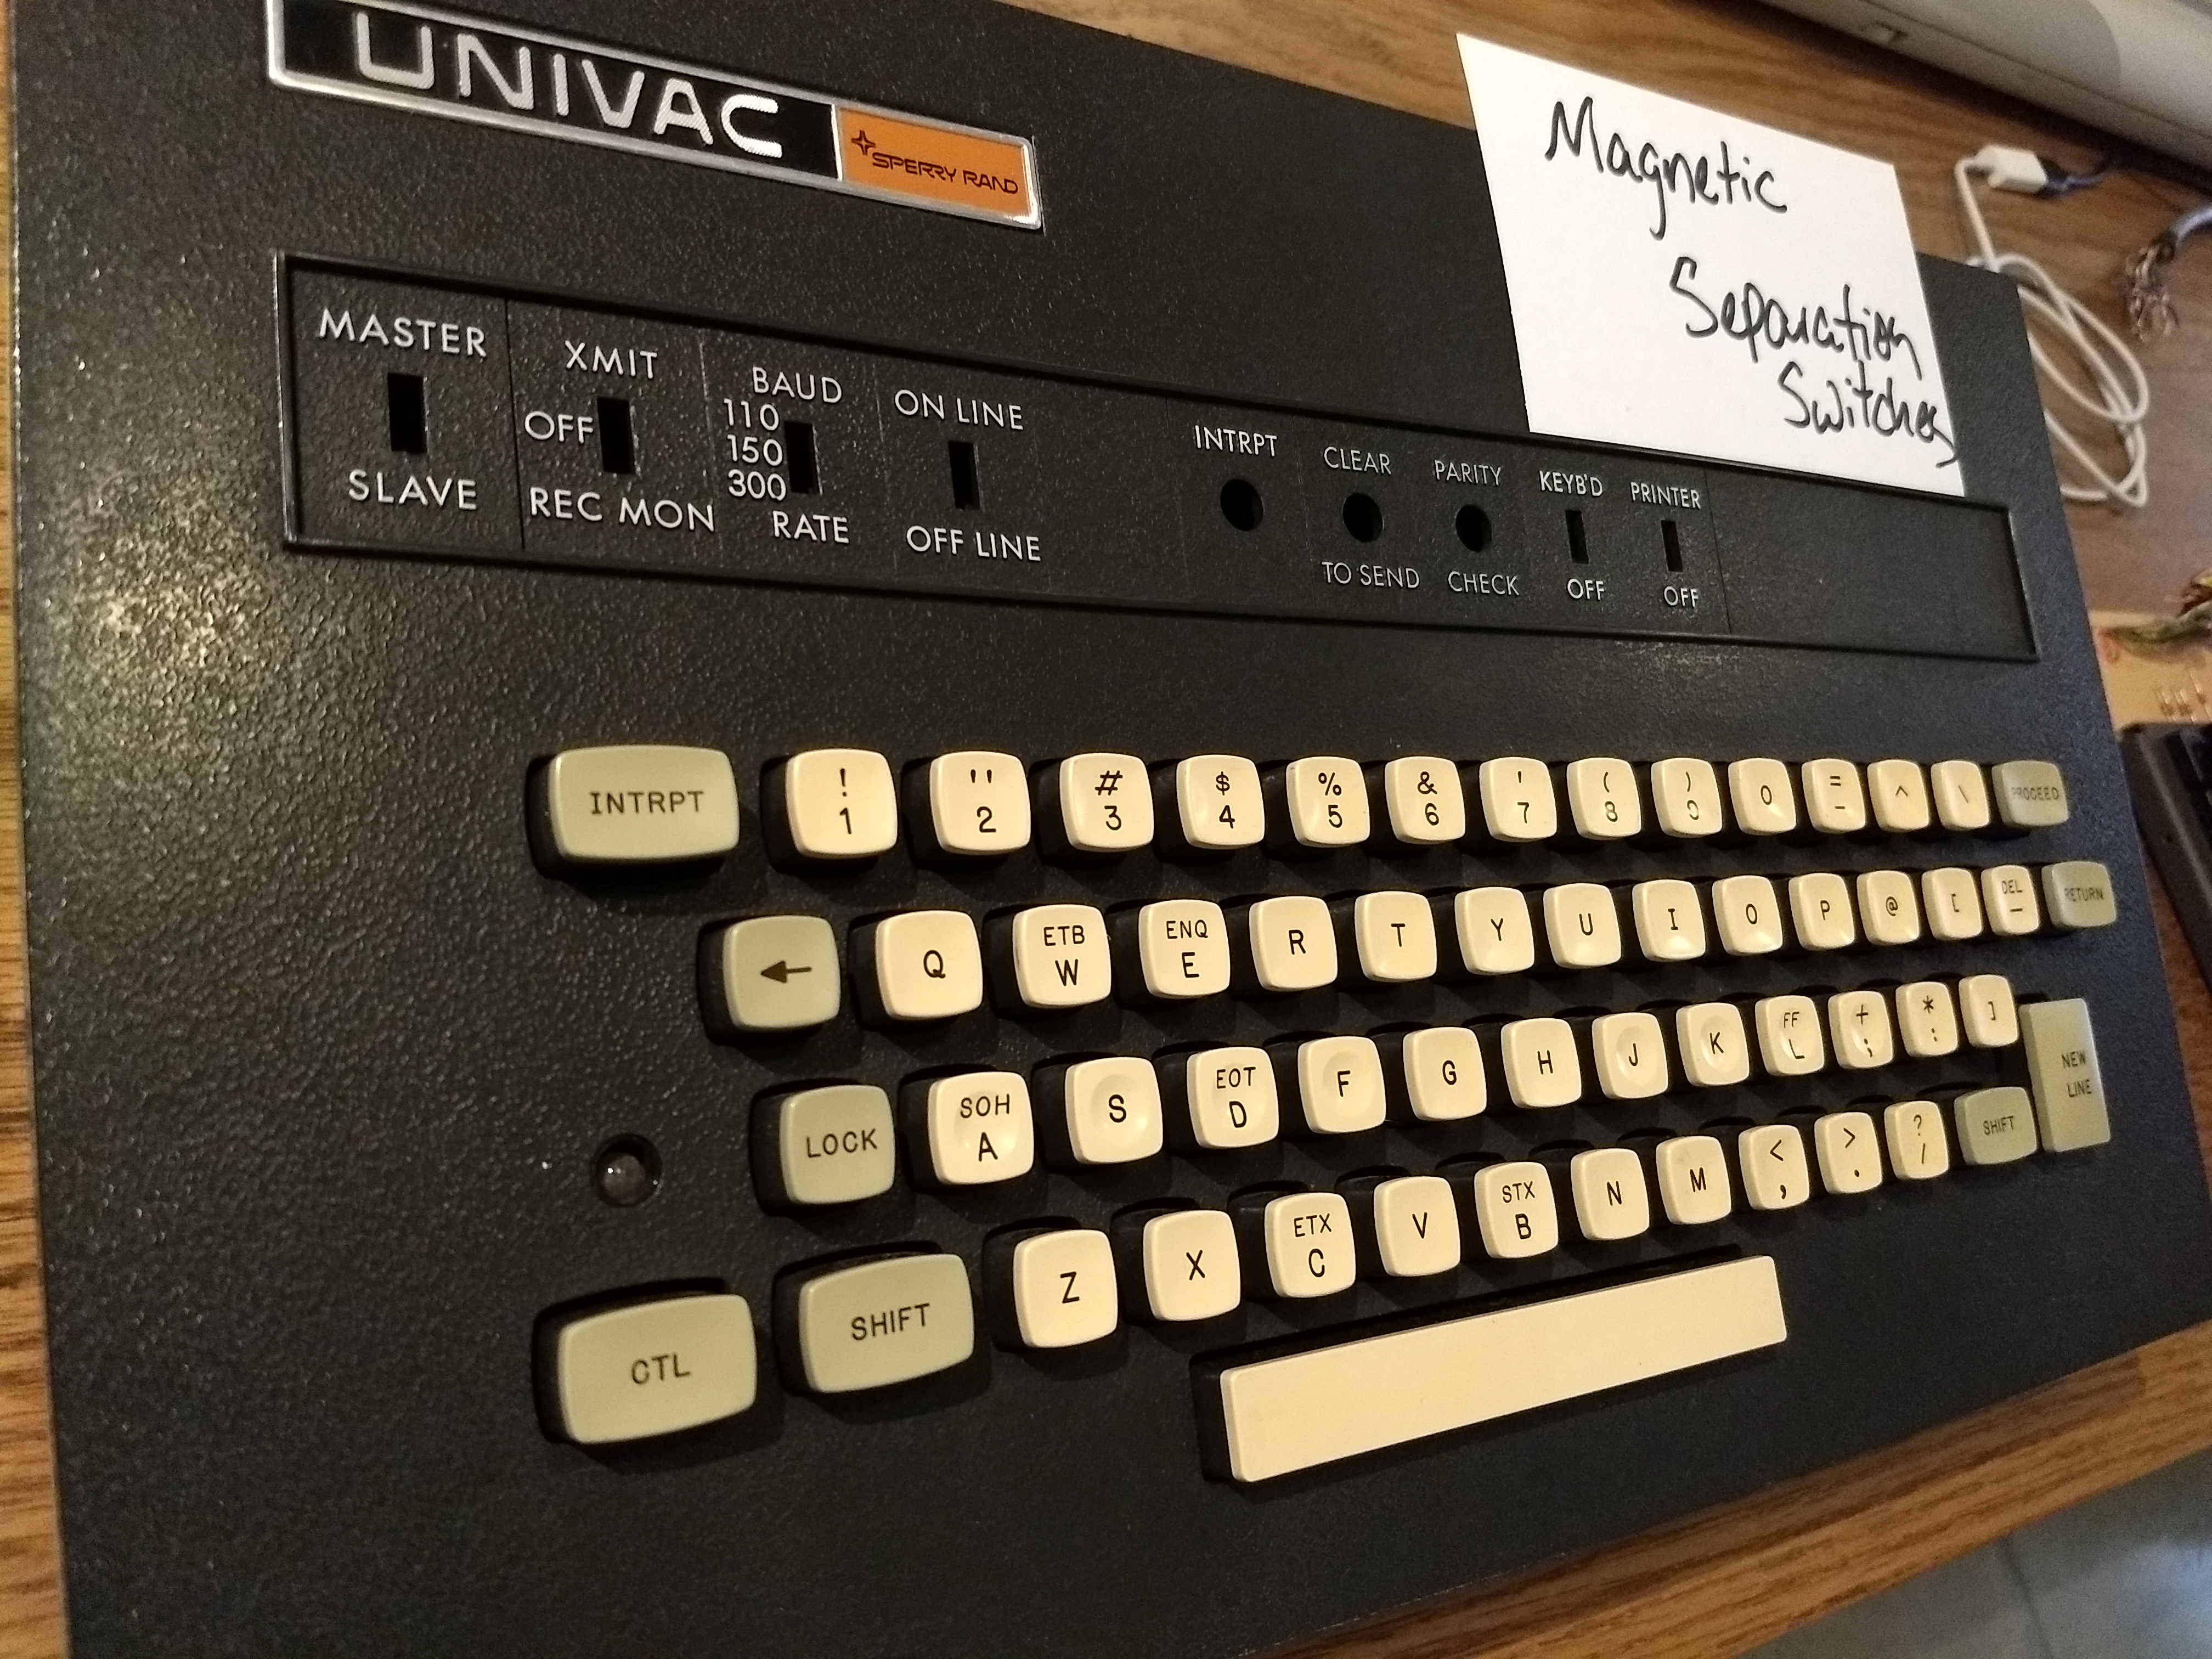 UNIVAC
SPERRY RAND
Magnetic
Separation
Switches
MASTER
SLAVE
XMIT
OFF
REC MON
BAUD
110
150
300
RATE
ON LINE
OFF LINE
INTRPT
CLEAR
TO SEND
PARITY
CHECK
KEYB'D
OFF
PRINTER
OFF
INTRPT ! 1 " 2 # 3 $ 4 % 5 & 6 ' 7 ( 8 ) 9 0 = - ^ \ PROCEED
← Q ETB W ENQ E R T Y U I O P @ [ DEL _ RETURN
LOCK SOH A S EOT D F G H J K FF L + ; * : ] NEW LINE
CTL SHIFT Z X ETX C V STX B N M < , > . ? / SHIFT